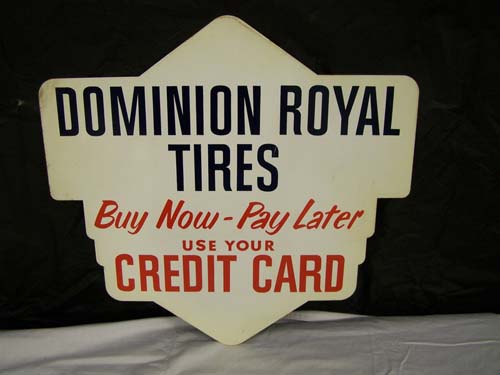 DOMINION ROYAL
TIRES
Buy Now - Pay Later
USE YOUR
CREDIT CARD